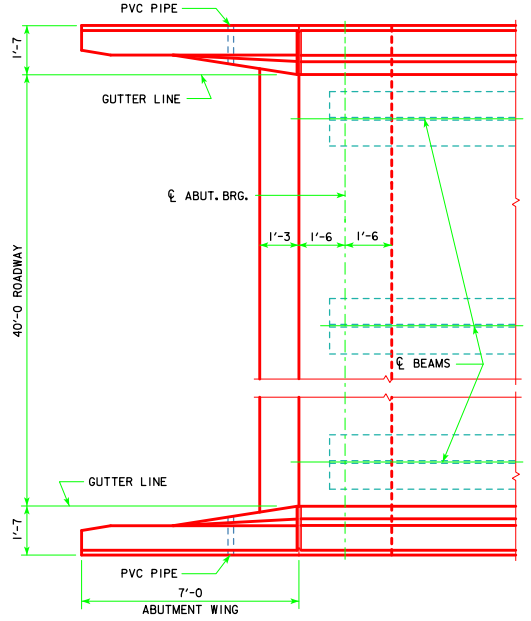 PVC PIPE
1'-7
GUTTER LINE
℄ ABUT.BRG.
1'-3
1'-6
1'-6
40'-0 ROADWAY
℄ BEAMS
GUTTER LINE
1'-7
PVC PIPE
7'-0
ABUTMENT WING